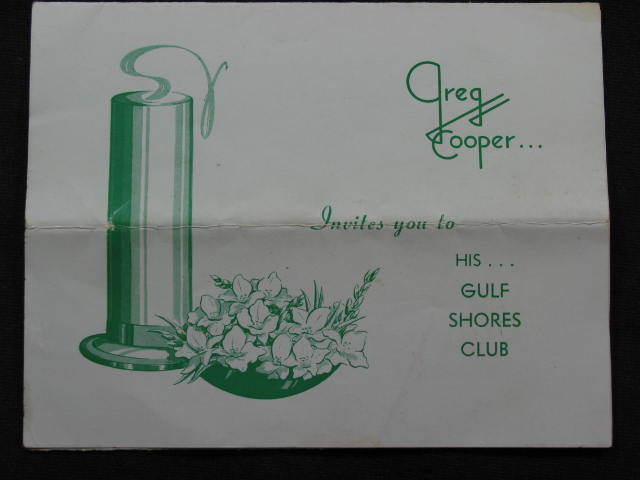 Greg
Cooper...
Invites you to
HIS...
GULF
SHORES
CLUB